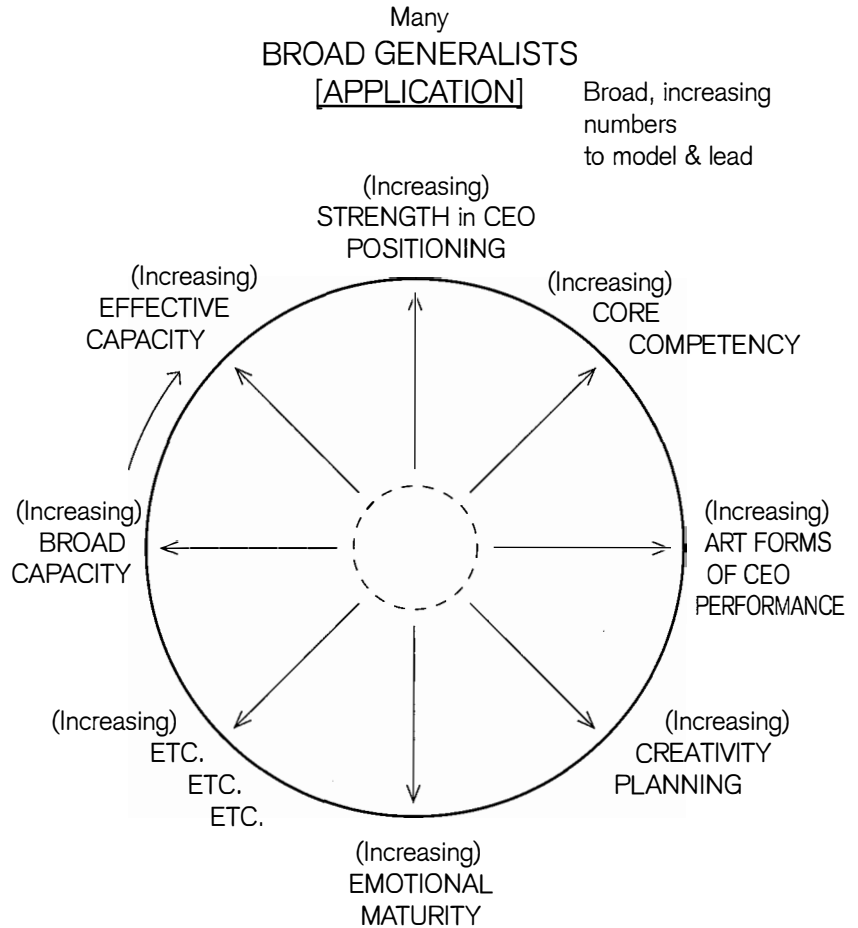 Many
BROAD GENERALISTS
[APPLICATION]
Broad, increasing
numbers
to model & lead
(Increasing)
STRENGTH in CEO
POSITIONING
(Increasing)
EFFECTIVE
CAPACITY
(Increasing)
CORE
COMPETENCY
(Increasing)
BROAD
CAPACITY
(Increasing)
ART FORMS
OF CEO
PERFORMANCE
(Increasing)
ETC.
ETC.
ETC.
(Increasing)
CREATIVITY
PLANNING
(Increasing)
EMOTIONAL
MATURITY